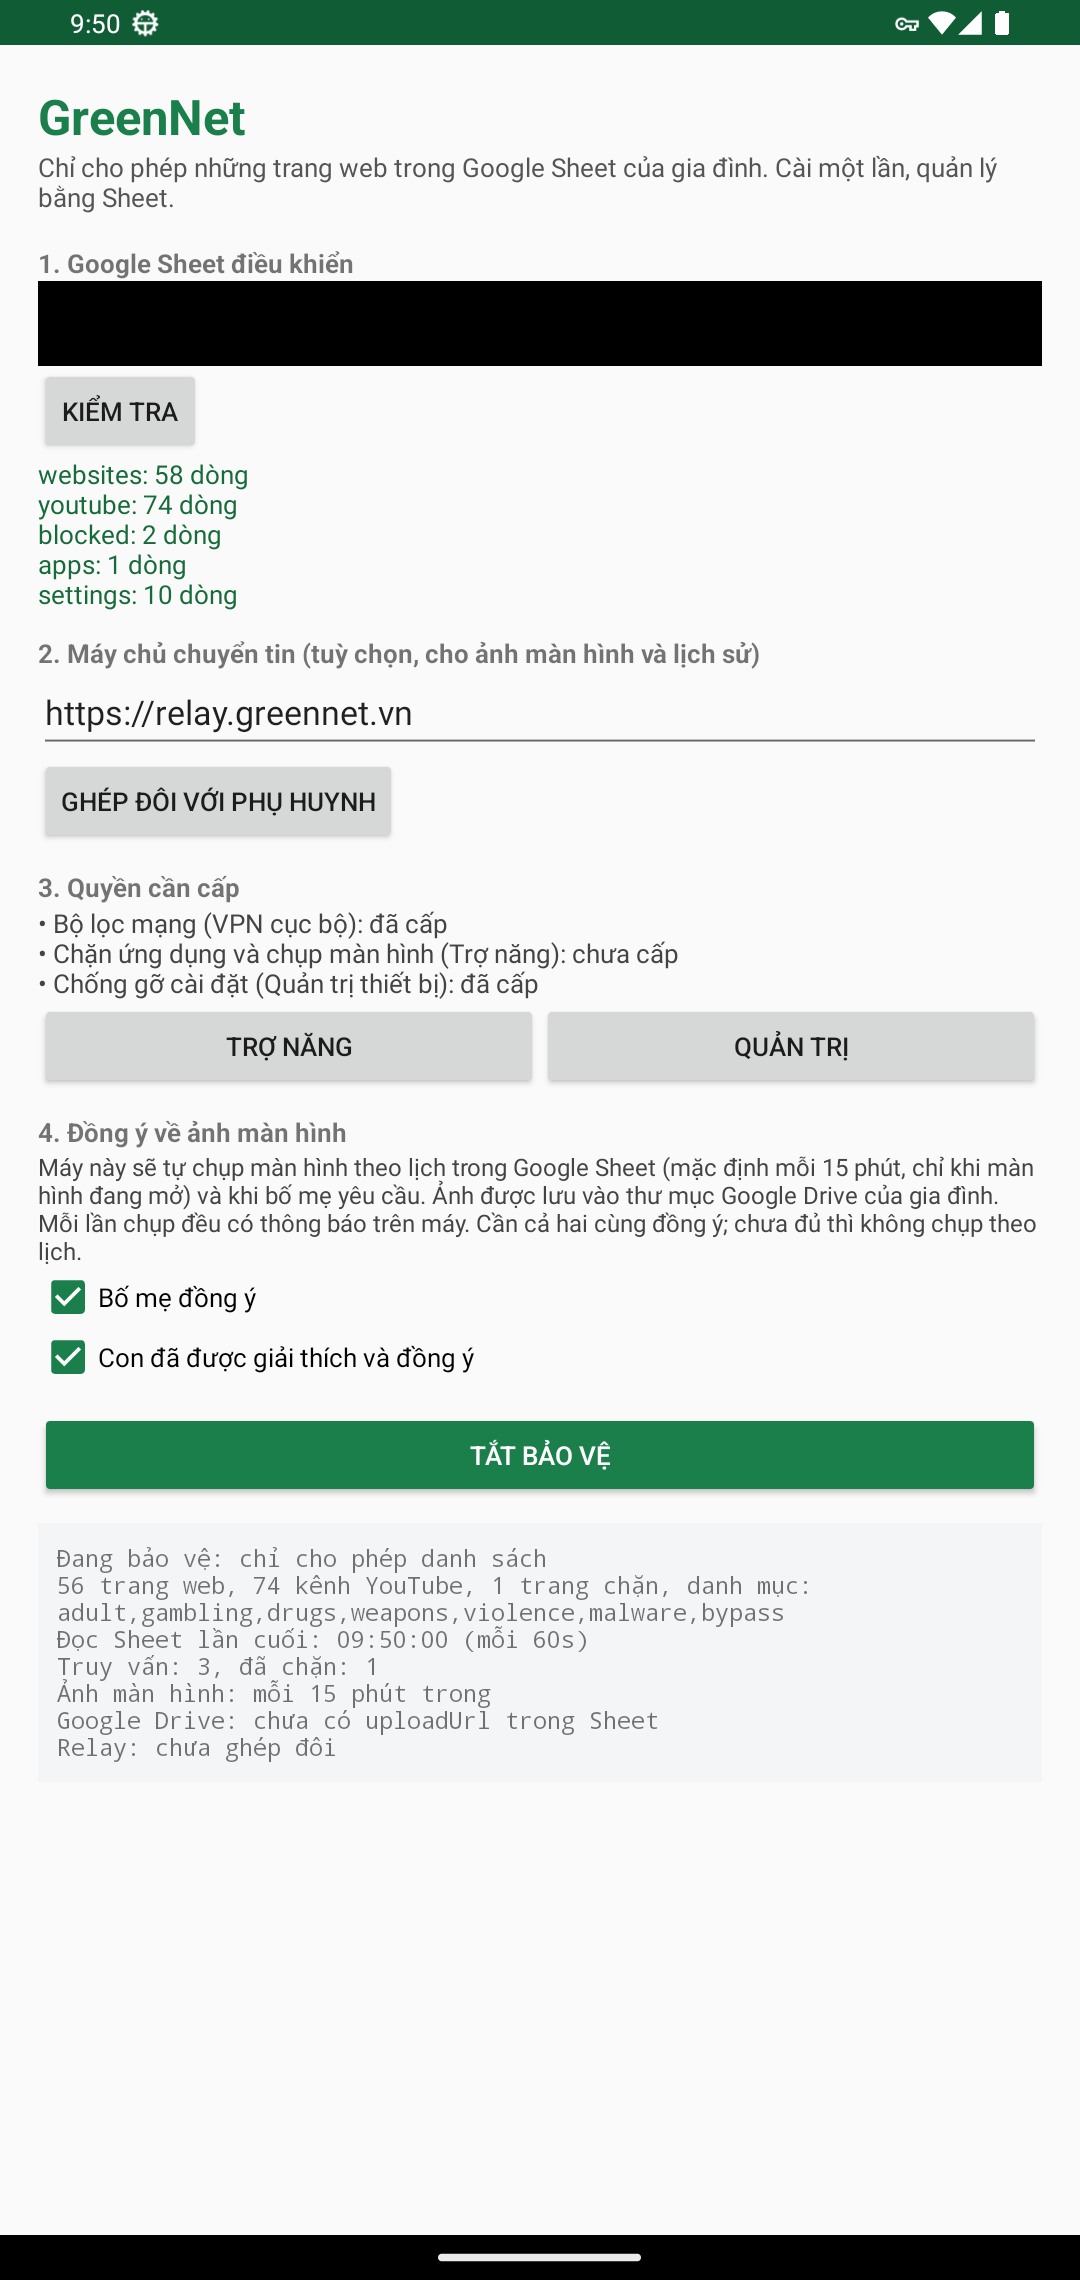 9:50
GreenNet
Chỉ cho phép những trang web trong Google Sheet của gia đình. Cài một lần, quản lý
bằng Sheet.
1. Google Sheet điều khiển
KIỂM TRA
websites: 58 dòng
youtube: 74 dòng
blocked: 2 dòng
apps: 1 dòng
settings: 10 dòng
2. Máy chủ chuyển tin (tuỳ chọn, cho ảnh màn hình và lịch sử)
https://relay.greennet.vn
GHÉP ĐÔI VỚI PHỤ HUYNH
3. Quyền cần cấp
• Bộ lọc mạng (VPN cục bộ): đã cấp
• Chặn ứng dụng và chụp màn hình (Trợ năng): chưa cấp
• Chống gỡ cài đặt (Quản trị thiết bị): đã cấp
TRỢ NĂNG QUẢN TRỊ
4. Đồng ý về ảnh màn hình
Máy này sẽ tự chụp màn hình theo lịch trong Google Sheet (mặc định mỗi 15 phút, chỉ khi màn
hình đang mở) và khi bố mẹ yêu cầu. Ảnh được lưu vào thư mục Google Drive của gia đình.
Mỗi lần chụp đều có thông báo trên máy. Cần cả hai cùng đồng ý; chưa đủ thì không chụp theo
lịch.
Bố mẹ đồng ý
Con đã được giải thích và đồng ý
TẮT BẢO VỆ
Đang bảo vệ: chỉ cho phép danh sách
56 trang web, 74 kênh YouTube, 1 trang chặn, danh mục:
adult,gambling,drugs,weapons,violence,malware,bypass
Đọc Sheet lần cuối: 09:50:00 (mỗi 60s)
Truy vấn: 3, đã chặn: 1
Ảnh màn hình: mỗi 15 phút trong
Google Drive: chưa có uploadUrl trong Sheet
Relay: chưa ghép đôi